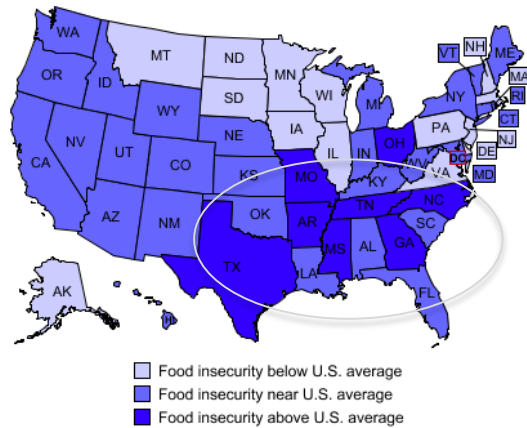 WA
MT
ND
MN
VT
NH
ME
OR
ID
SD
WI
MI
NY
MA
RI
CT
WY
IA
PA
NJ
NV
NE
IL
IN
OH
DE
CA
UT
CO
KS
MO
KY
WV
VA
DC
MD
AZ
NM
OK
AR
TN
NC
SC
TX
MS
AL
GA
LA
FL
AK
HI
Food insecurity below U.S. average
Food insecurity near U.S. average
Food insecurity above U.S. average